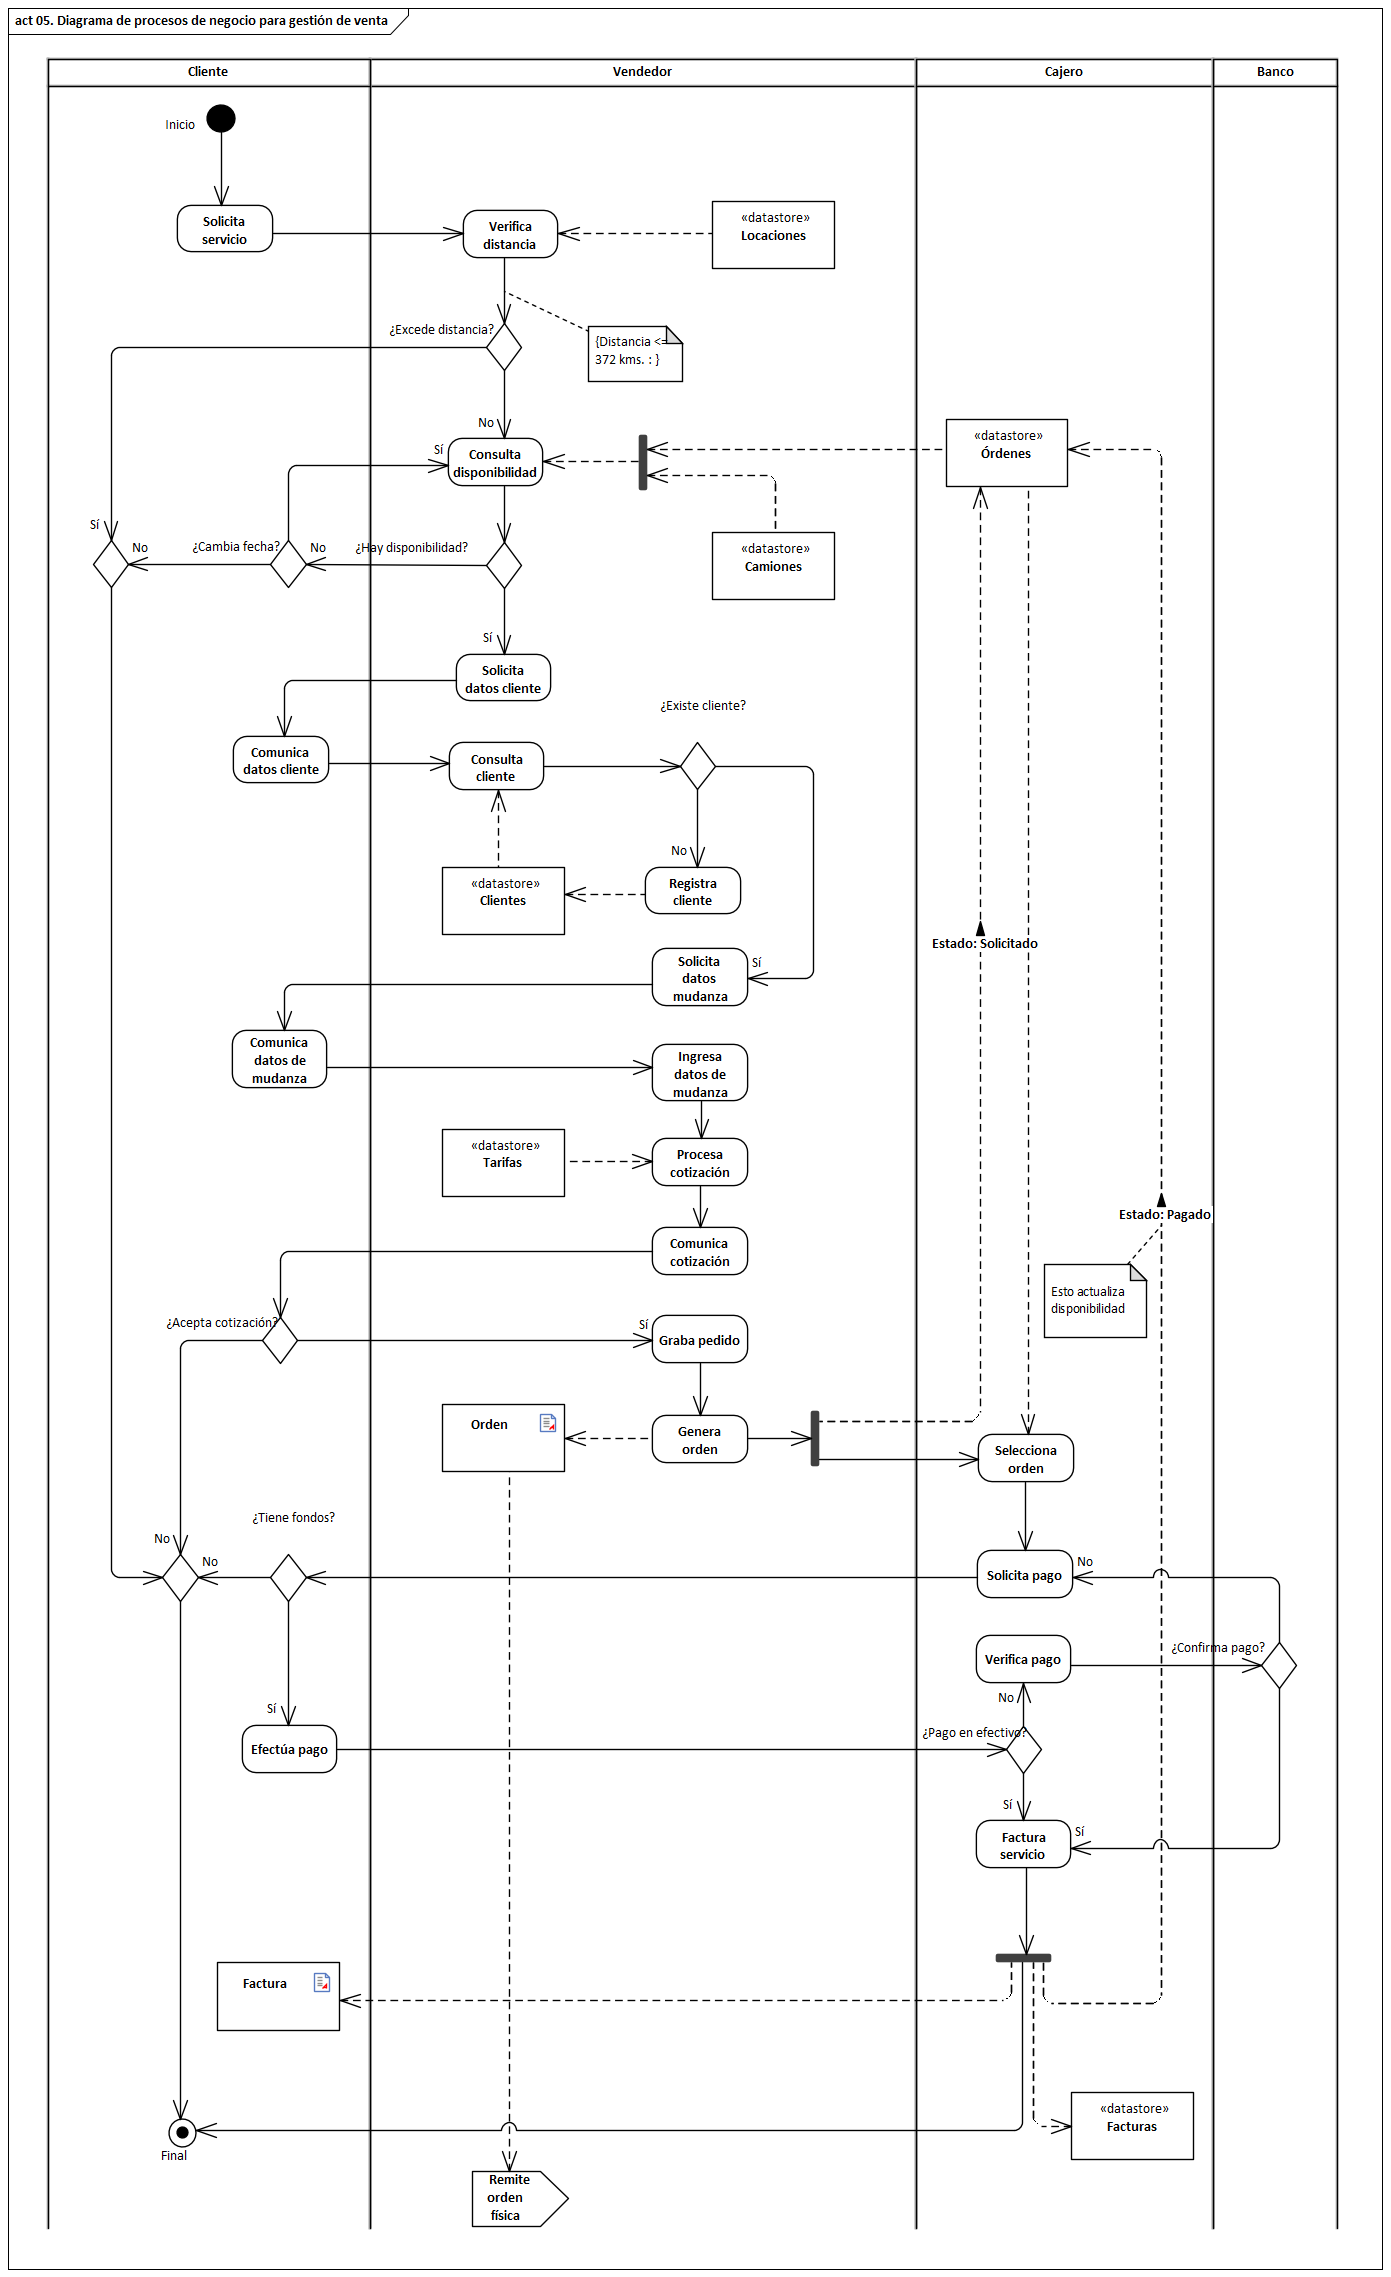 act 05. Diagrama de procesos de negocio para gestión de venta
Cliente
Vendedor
Cajero
Banco
Inicio
Solicita
servicio
Verifica
distancia
«datastore»
Locaciones
¿Excede distancia?
{Distancia <=
372 kms. : }
No
Sí
Consulta
disponibilidad
«datastore»
Órdenes
Sí
No
¿Cambia fecha?
No
¿Hay disponibilidad?
«datastore»
Camiones
Sí
Solicita
datos cliente
¿Existe cliente?
Comunica
datos cliente
Consulta
cliente
No
«datastore»
Clientes
Registra
cliente
Estado: Solicitado
Solicita
datos
mudanza
Sí
Comunica
datos de
mudanza
Ingresa
datos de
mudanza
«datastore»
Tarifas
Procesa
cotización
Estado: Pagado
Comunica
cotización
Esto actualiza
disponibilidad
¿Acepta cotización?
Sí
Graba pedido
Orden
Genera
orden
Selecciona
orden
¿Tiene fondos?
No
No
Solicita pago
No
Verifica pago
¿Confirma pago?
No
Sí
Efectúa pago
¿Pago en efectivo?
Sí
Factura
servicio
Sí
Factura
«datastore»
Facturas
Final
Remite
orden
física